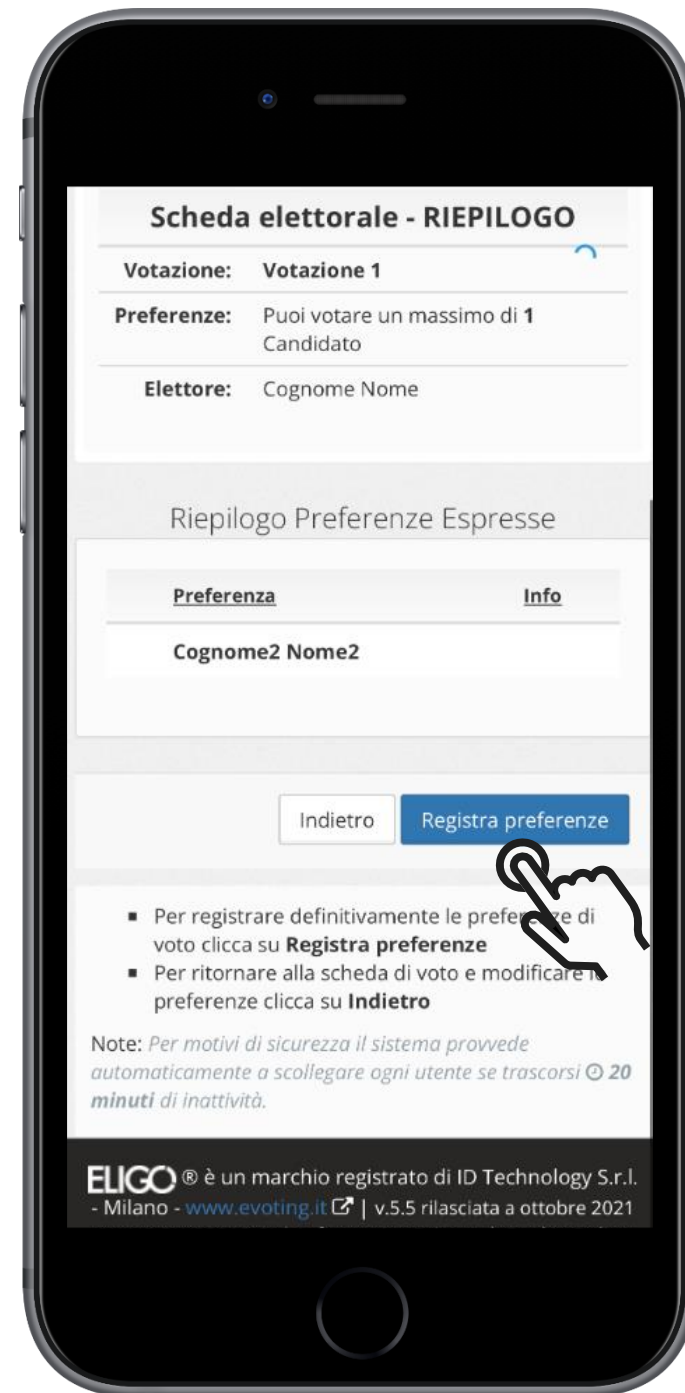 Scheda elettorale - RIEPILOGO
Votazione: Votazione 1
Preferenze: Puoi votare un massimo di 1
Candidato
Elettore: Cognome Nome
Riepilogo Preferenze Espresse
Preferenza Info
Cognome2 Nome2
Indietro Registra preferenze
▪ Per registrare definitivamente le preferenze di
voto clicca su Registra preferenze
▪ Per ritornare alla scheda di voto e modificare le
preferenze clicca su Indietro
Note: Per motivi di sicurezza il sistema provvede
automaticamente a scollegare ogni utente se trascorsi 20
minuti di inattività.
ELIGO ® è un marchio registrato di ID Technology S.r.l.
- Milano - www.evoting.it | v.5.5 rilasciata a ottobre 2021